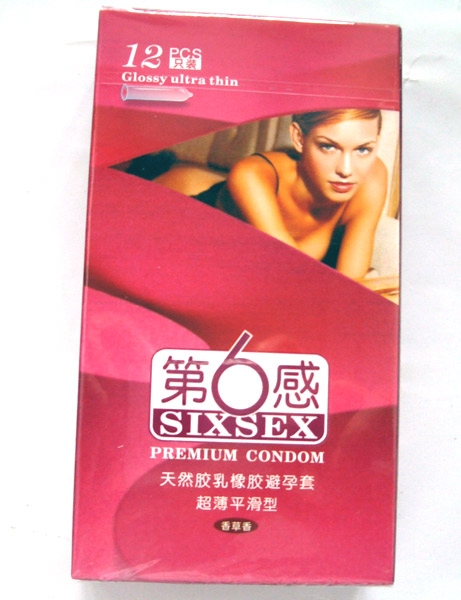 12 PCS
只装
Glossy ultra thin
第6感
SIXSEX
PREMIUM CONDOM
天然胶乳橡胶避孕套
超薄平滑型
香草香